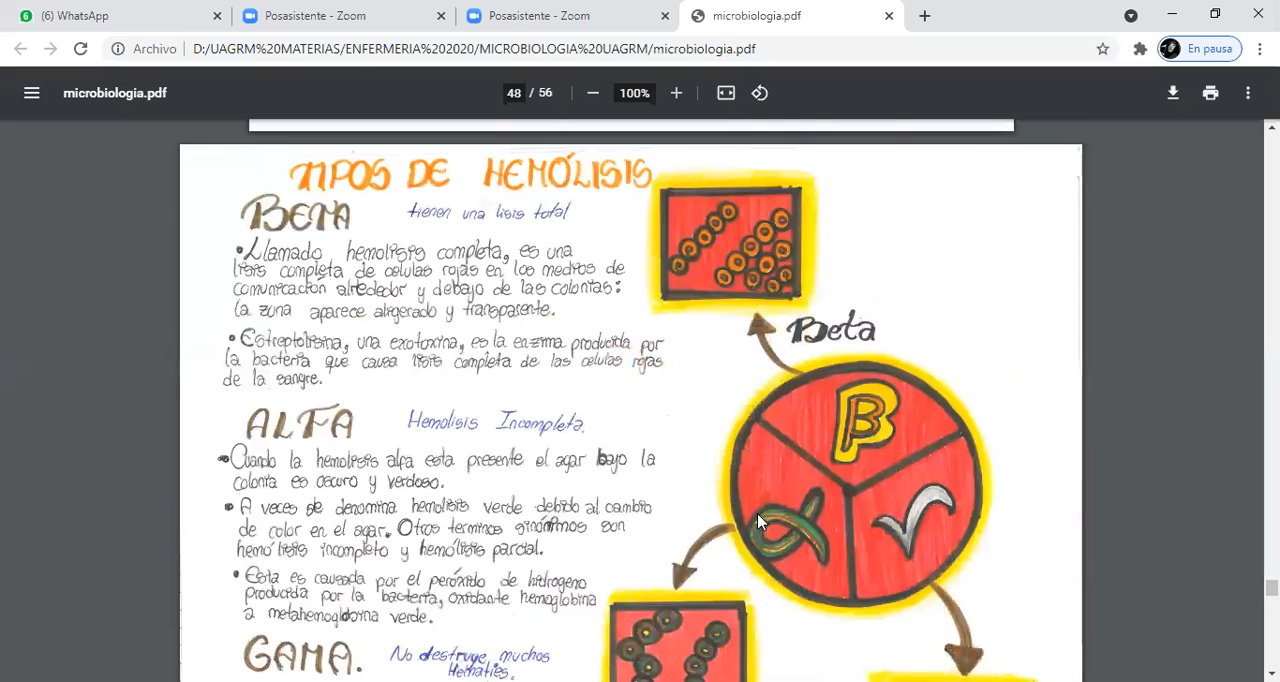 (6) WhatsApp
Posasistente - Zoom
Posasistente - Zoom
microbiologia.pdf
Archivo
D:/UAGRM%20MATERIAS/ENFERMERIA%202020/MICROBIOLOGIA%20UAGRM/microbiologia.pdf
En pausa
microbiologia.pdf
48 / 56
100%
TIPOS DE HEMÓLISIS
BETA
tienen una lisis total
• Llamado hemolisis completa, es una
lisis completa de celulas rojas en los medios de
comunicacion alrededor y debajo de las colonias:
la zona aparece aligerado y transparente.
• Estreptolisina, una exotoxina, es la enzima producida por
la bacteria que causa lisis completa de las celulas rojas
de la sangre.
Beta
β
ALFA
Hemolisis Incompleta.
• Cuando la hemolisis alfa esta presente el agar bajo la
colonia es oscuro y verdoso.
• A veces se denomina hemolisis verde debido al cambio
de color en el agar. Otros terminos sinonimos son
hemólisis incompleto y hemólisis parcial.
α
• Esta es causada por el peróxido de hidrogeno
producida por la bacteria, oxidante hemoglobina
a metahemoglobina verde.
GAMA.
No destruye muchos
Hematies.